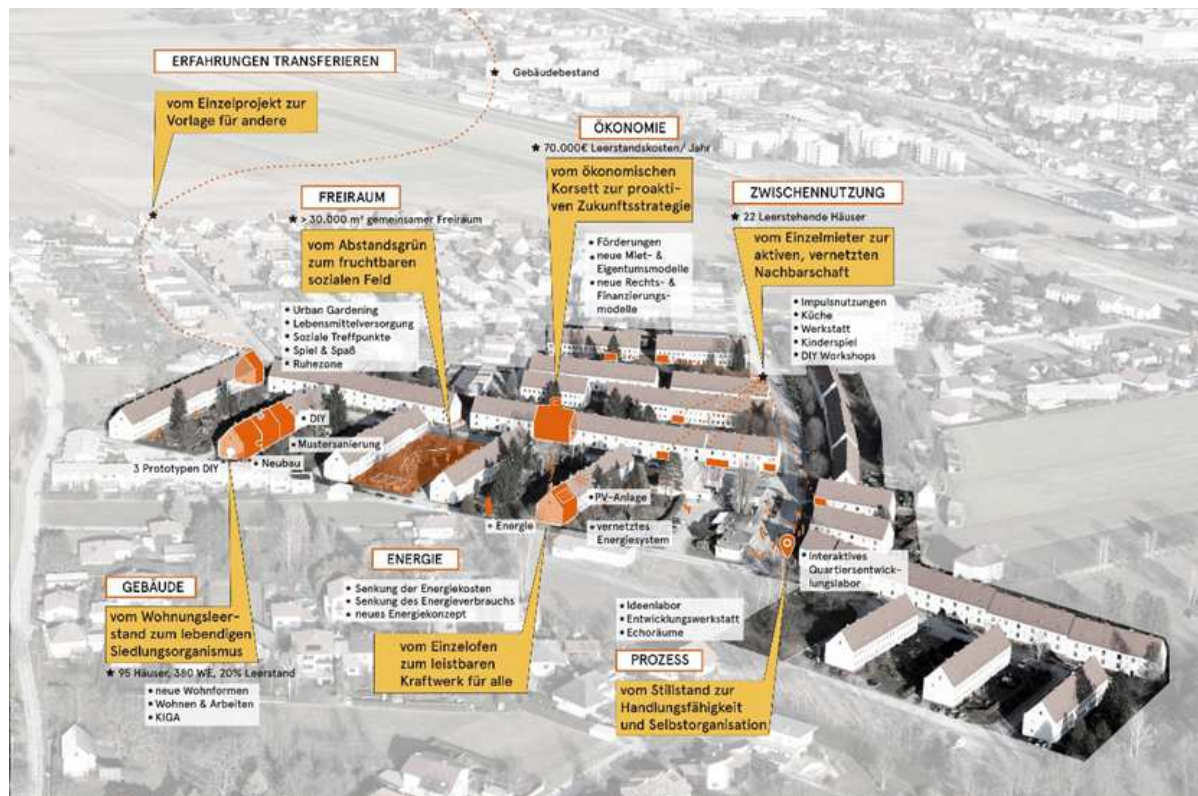 ERFAHRUNGEN TRANSFERIEREN
★ Gebäudebestand
vom Einzelprojekt zur
Vorlage für andere
ÖKONOMIE
★ 70.000€ Leerstandskosten/ Jahr
vom ökonomischen
Korsett zur proakti-
ven Zukunftsstrategie
• Förderungen
• neue Miet- &
Eigentumsmodelle
• neue Rechts- &
Finanzierungs-
modelle
ZWISCHENNUTZUNG
★ 22 Leerstehende Häuser
vom Einzelmieter zur
aktiven, vernetzten
Nachbarschaft
• Impulsnutzungen
• Küche
• Werkstatt
• Kinderspiel
• DIY Workshops
FREIRAUM
★ > 30.000 m² gemeinsamer Freiraum
vom Abstandsgrün
zum fruchtbaren
sozialen Feld
• Urban Gardening
• Lebensmittelversorgung
• Soziale Treffpunkte
• Spiel & Spaß
• Ruhezone
• DIY
• Mustersanierung
• Neubau
3 Prototypen DIY
• PV-Anlage
+ Energie
• vernetztes
Energiesystem
• Interaktives
Quartiersentwick-
lungslabor
GEBÄUDE
vom Wohnungsleer-
stand zum lebendigen
Siedlungsorganismus
★ 95 Häuser, 380 WE, 20% Leerstand
• neue Wohnformen
• Wohnen & Arbeiten
• KIGA
ENERGIE
• Senkung der Energiekosten
• Senkung des Energieverbrauchs
• neues Energiekonzept
vom Einzelofen
zum leistbaren
Kraftwerk für alle
• Ideenlabor
• Entwicklungswerkstatt
• Echoräume
PROZESS
vom Stillstand zur
Handlungsfähigkeit
und Selbstorganisation